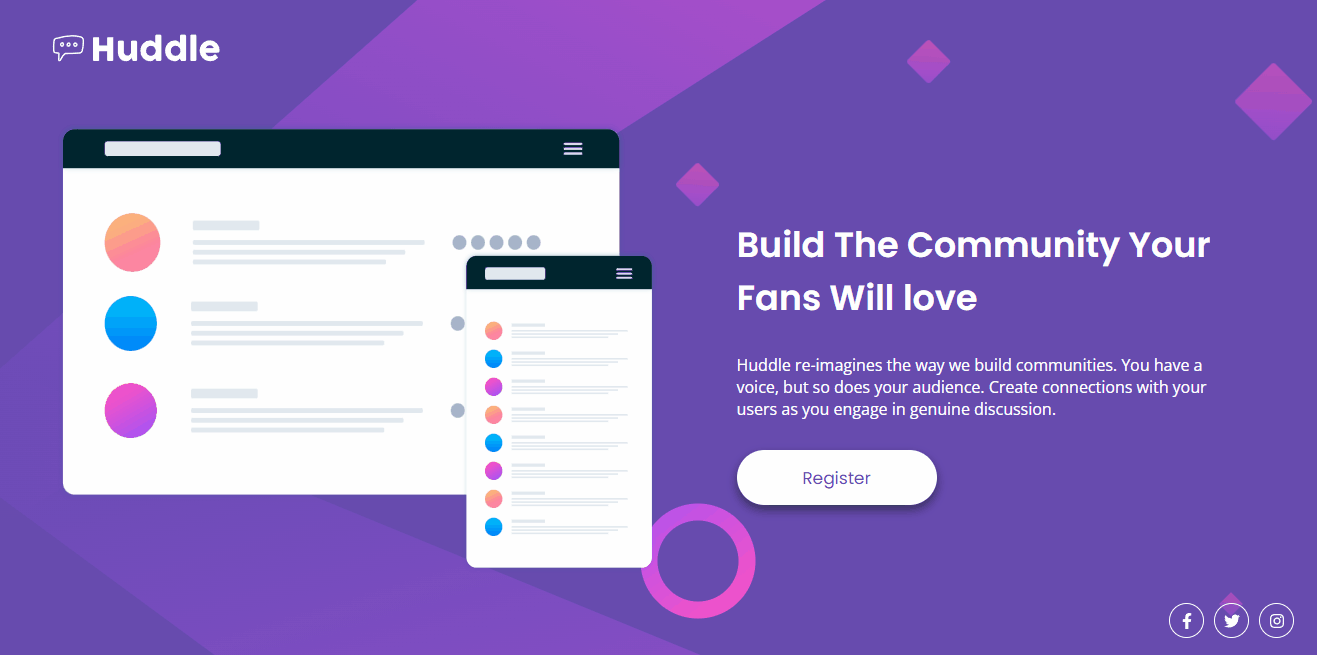 Huddle
Build The Community Your
Fans Will love
Huddle re-imagines the way we build communities. You have a
voice, but so does your audience. Create connections with your
users as you engage in genuine discussion.
Register